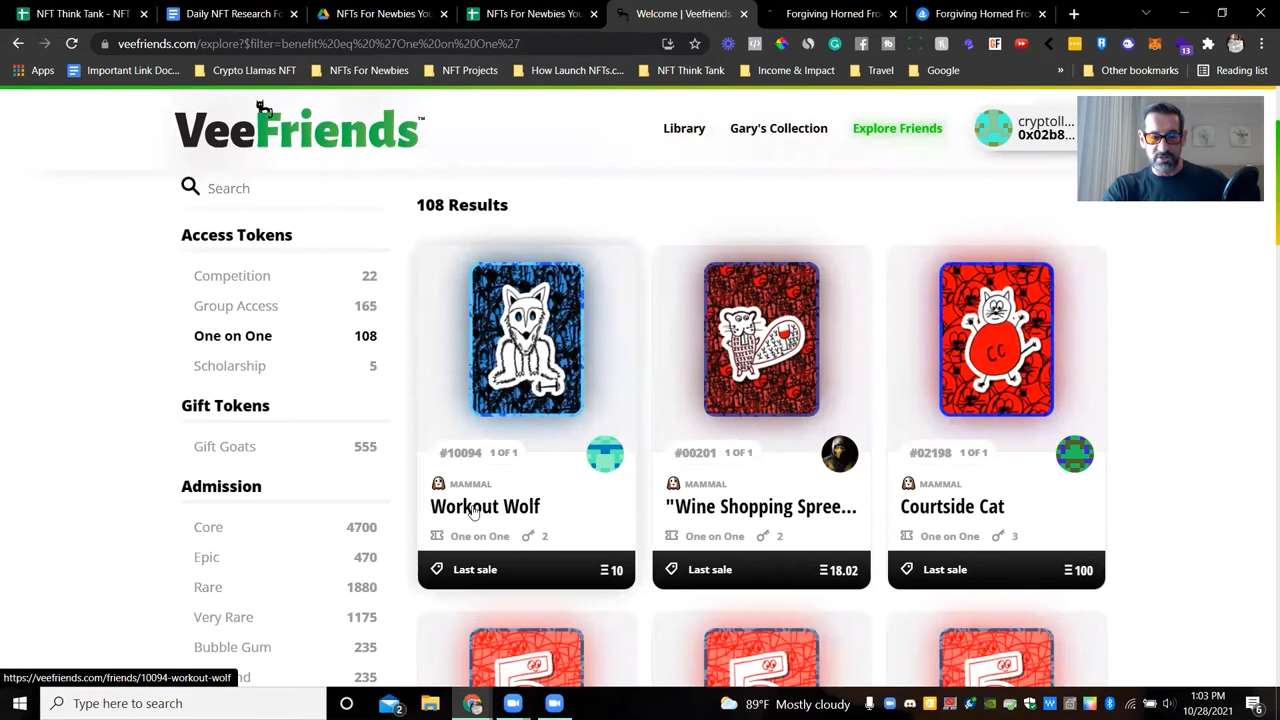 NFT Think Tank - NFT
Daily NFT Research Fo
NFTs For Newbies
NFTs For Newbies You
Welcome | Veefriends
Forgiving Horned Fro
Forgiving Horned Fro
veefriends.com/explore?$filter=benefit%20eq%20%27One%20on%20One%27
13
Apps
Important Link Doc...
Crypto Llamas NFT
NFTs For Newbies
NFT Projects
How Launch NFTs.c...
NFT Think Tank
Income & Impact
Travel
Google
»
Other bookmarks
Reading list
VeeFriends™
Library
Gary's Collection
Explore Friends
cryptoll...
0x02b8...
Search
108 Results
Access Tokens
Competition 22
Group Access 165
One on One 108
Scholarship 5
Gift Tokens
Gift Goats 555
Admission
Core 4700
Epic 470
Rare 1880
Very Rare 1175
Bubble Gum 235
nd 235
#10094 1 OF 1
MAMMAL
Workout Wolf
One on One 2
Last sale 10
#00201 1 OF 1
MAMMAL
"Wine Shopping Spree...
One on One 2
Last sale 18.02
CC
#02198 1 OF 1
MAMMAL
Courtside Cat
One on One 3
Last sale 100
https://veefriends.com/friends/10094-workout-wolf
Type here to search
2
89°F Mostly cloudy
1:03 PM
10/28/2021
6